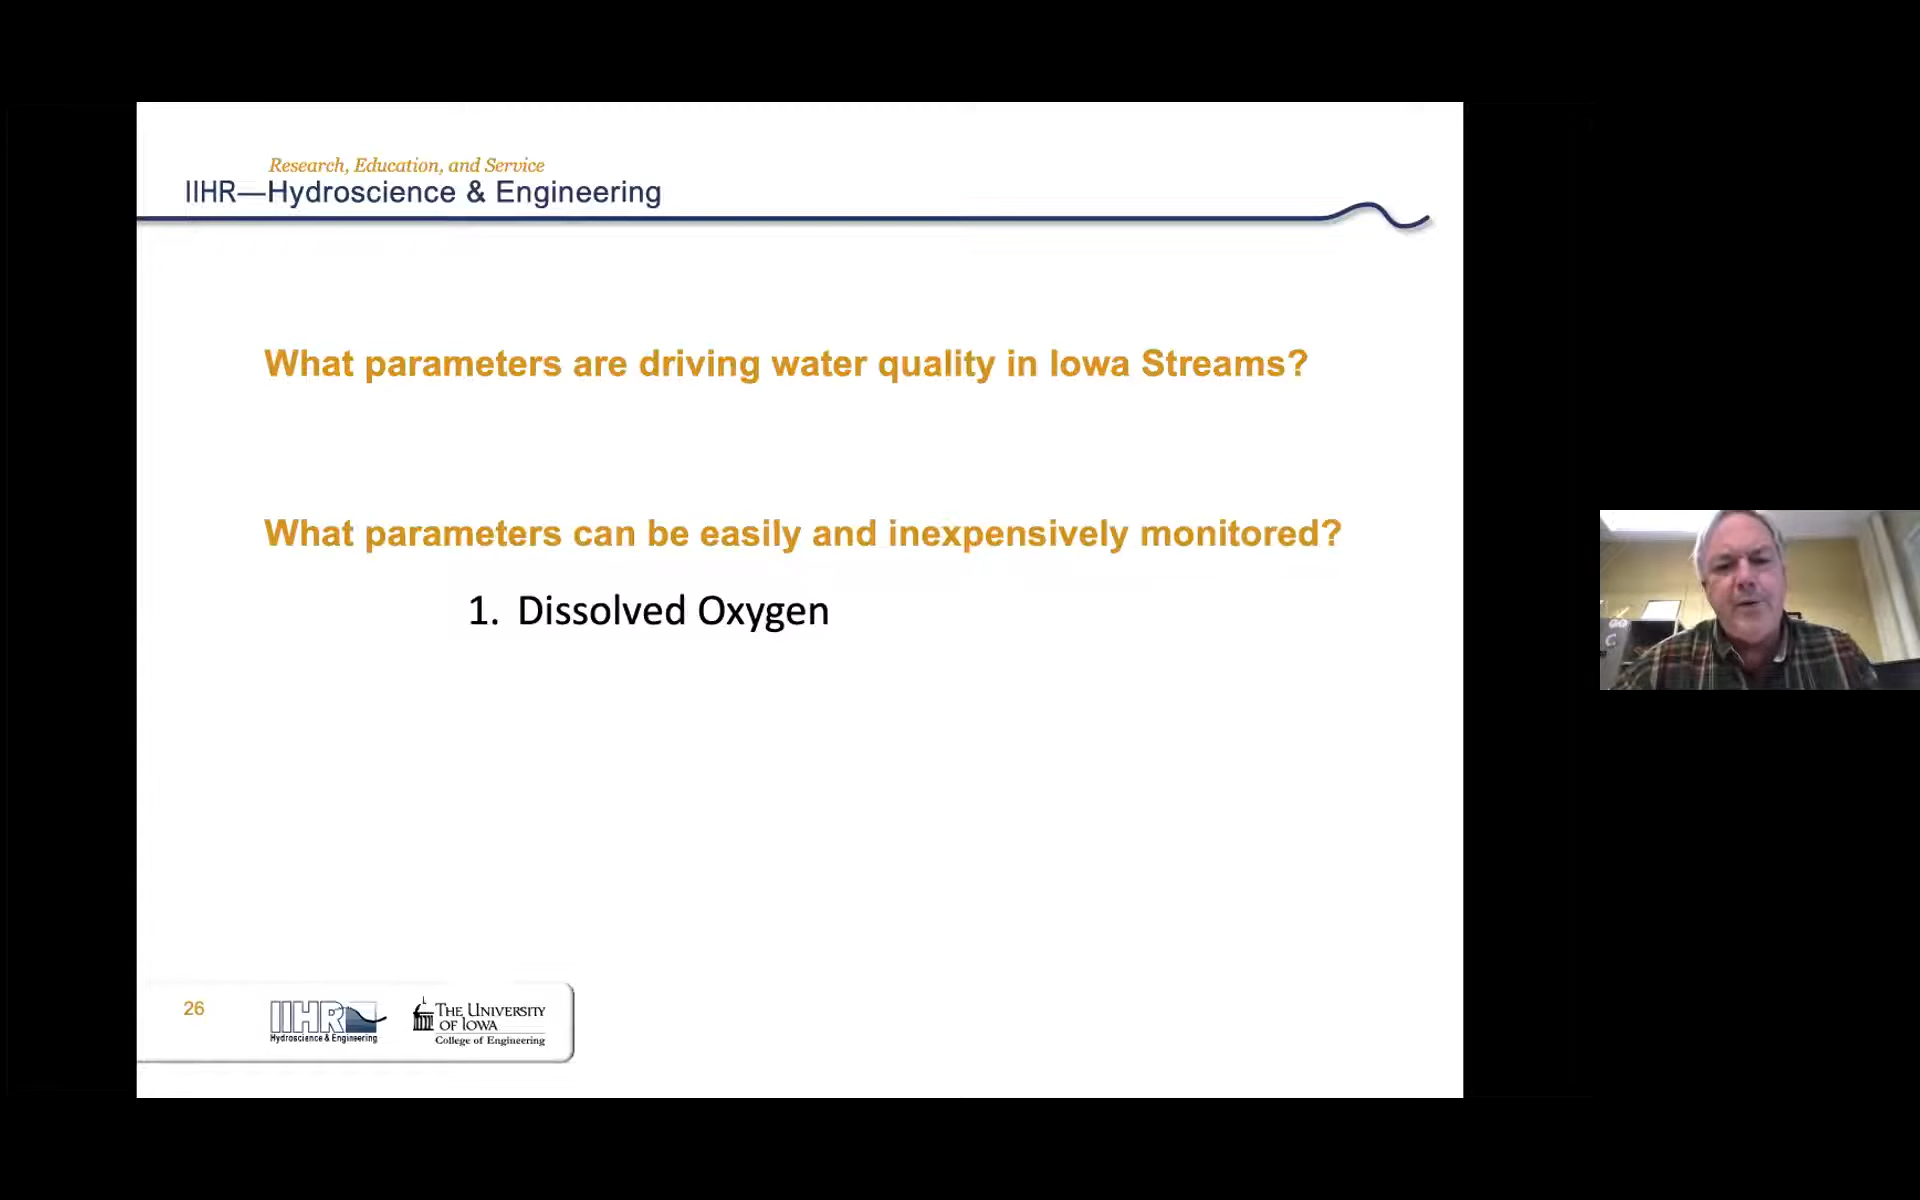 Research, Education, and Service
IIHR—Hydroscience & Engineering
What parameters are driving water quality in Iowa Streams?
What parameters can be easily and inexpensively monitored?
1. Dissolved Oxygen
26
IIHR
Hydroscience & Engineering
THE UNIVERSITY
OF IOWA
College of Engineering